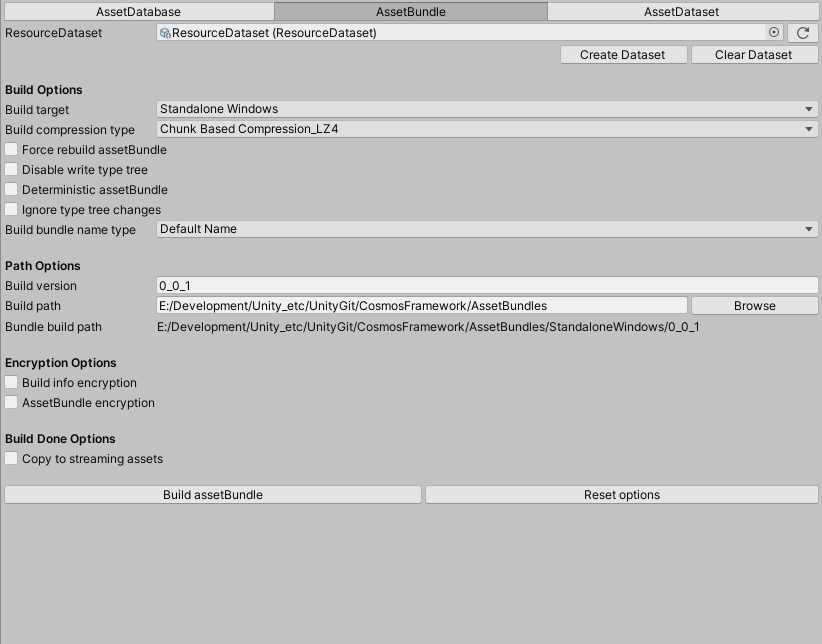 AssetDatabase AssetBundle AssetDataset
ResourceDataset ResourceDataset (ResourceDataset)
Create Dataset Clear Dataset
Build Options
Build target Standalone Windows
Build compression type Chunk Based Compression_LZ4
Force rebuild assetBundle
Disable write type tree
Deterministic assetBundle
Ignore type tree changes
Build bundle name type Default Name
Path Options
Build version 0_0_1
Build path E:/Development/Unity_etc/UnityGit/CosmosFramework/AssetBundles Browse
Bundle build path E:/Development/Unity_etc/UnityGit/CosmosFramework/AssetBundles/StandaloneWindows/0_0_1
Encryption Options
Build info encryption
AssetBundle encryption
Build Done Options
Copy to streaming assets
Build assetBundle Reset options